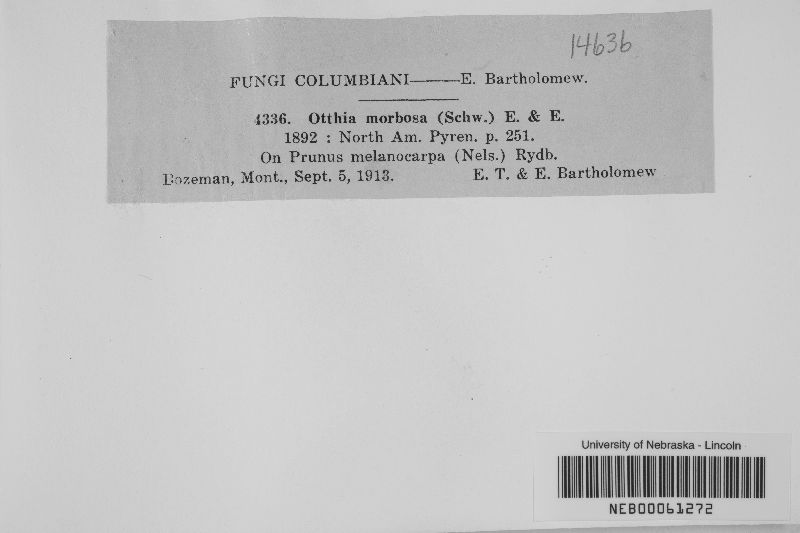 14636
FUNGI COLUMBIANI——E. Bartholomew.
4336. Otthia morbosa (Schw.) E. & E.
1892 : North Am. Pyren. p. 251.
On Prunus melanocarpa (Nels.) Rydb.
Bozeman, Mont., Sept. 5, 1913. E. T. & E. Bartholomew
University of Nebraska - Lincoln
NEB00061272